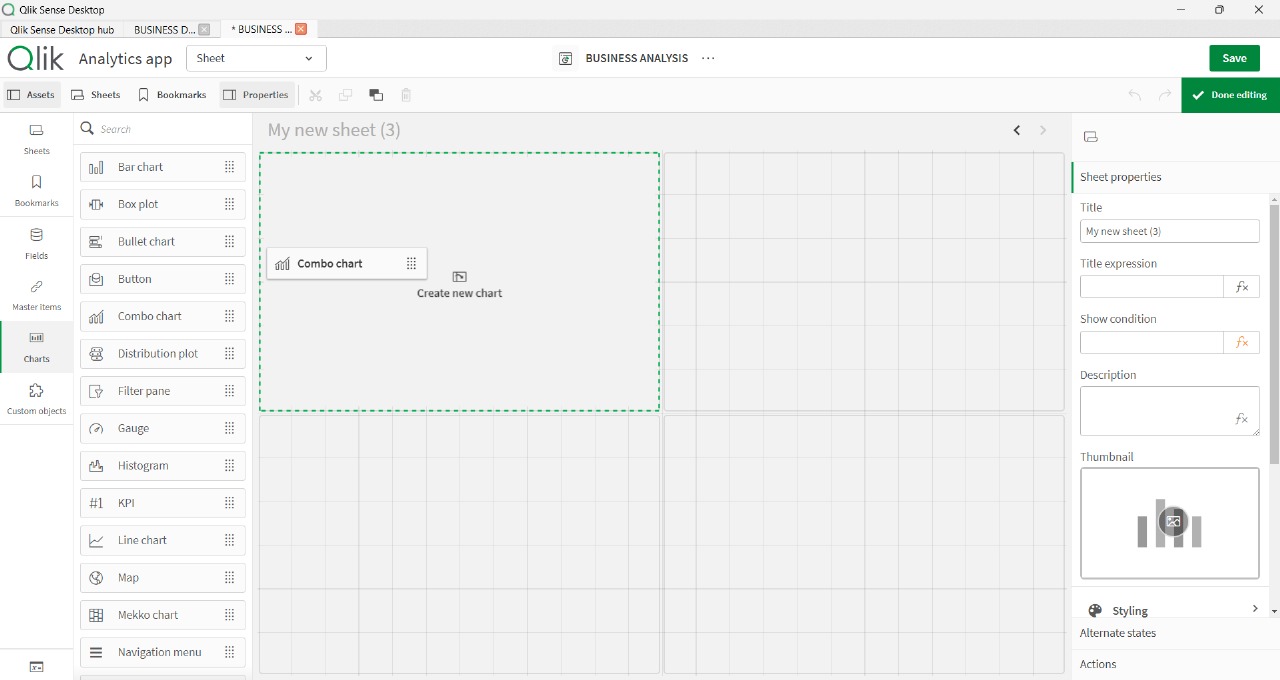 Qlik Sense Desktop
Qlik Sense Desktop hub
BUSINESS D...
* BUSINESS ...
Qlik
Analytics app
Sheet
BUSINESS ANALYSIS
...
Save
Assets
Sheets
Bookmarks
Properties
Done editing
Sheets
Bookmarks
Fields
Master items
Charts
Custom objects
Search
Bar chart
Box plot
Bullet chart
Button
Combo chart
Distribution plot
Filter pane
Gauge
Histogram
#1 KPI
Line chart
Map
Mekko chart
Navigation menu
My new sheet (3)
Combo chart
Create new chart
Sheet properties
Title
My new sheet (3)
Title expression
fx
Show condition
fx
Description
fx
Thumbnail
Styling
Alternate states
Actions